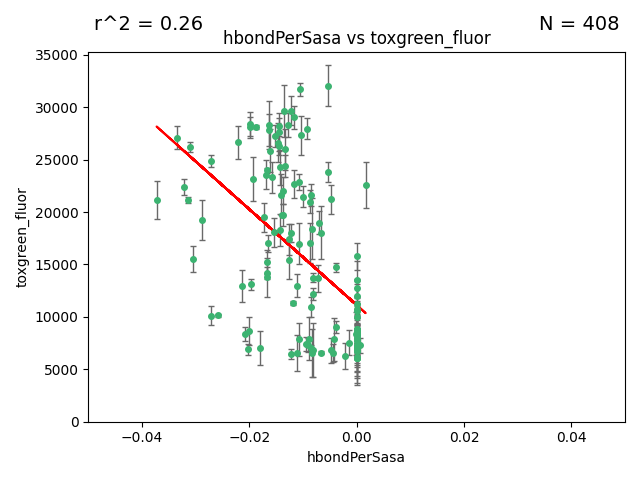 r^2 = 0.26
N = 408
hbondPerSasa vs toxgreen_fluor
35000
30000
25000
20000
15000
10000
5000
0
toxgreen_fluor
−0.04
−0.02
0.00
0.02
0.04
hbondPerSasa